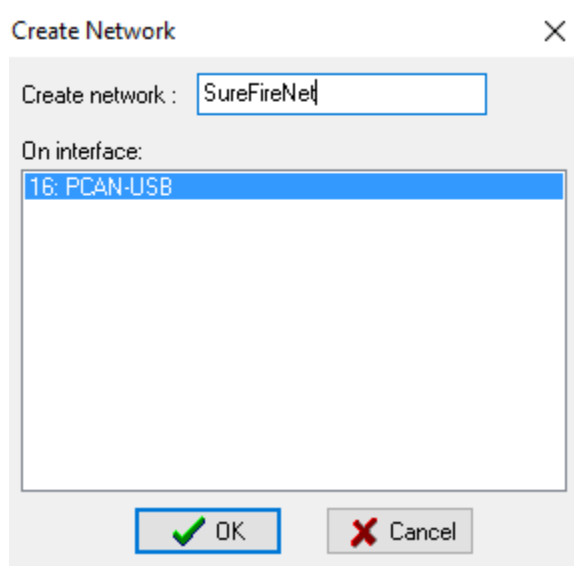 Create Network
Create network : SureFireNet
On interface:
16: PCAN-USB
OK Cancel